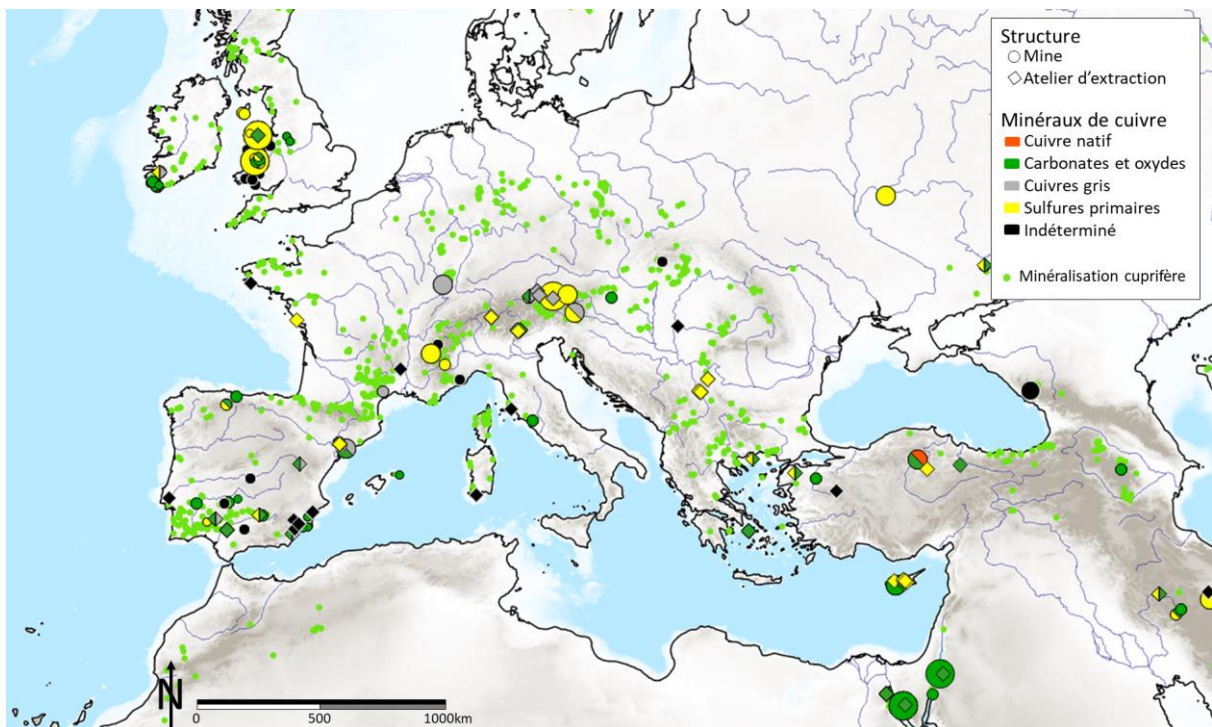 Structure
Mine
Atelier d'extraction
Minéraux de cuivre
Cuivre natif
Carbonates et oxydes
Cuivres gris
Sulfures primaires
Indéterminé
Minéralisation cuprifère
N
0 500 1000km